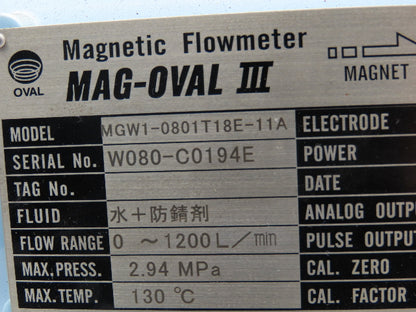 Magnetic Flowmeter
OVAL
MAG-OVAL III
MAGNET
MODEL MGW1-0801T18E-11A ELECTRODE
SERIAL No. W080-C0194E POWER
TAG No. DATE
FLUID 水+防錆剤 ANALOG OUTPU
FLOW RANGE 0 ~1200L/㎜ PULSE OUTPUT
MAX,PRESS. 2.94 MPa CAL. ZERO
MAX.TEMP. 130 ℃ CAL. FACTOR